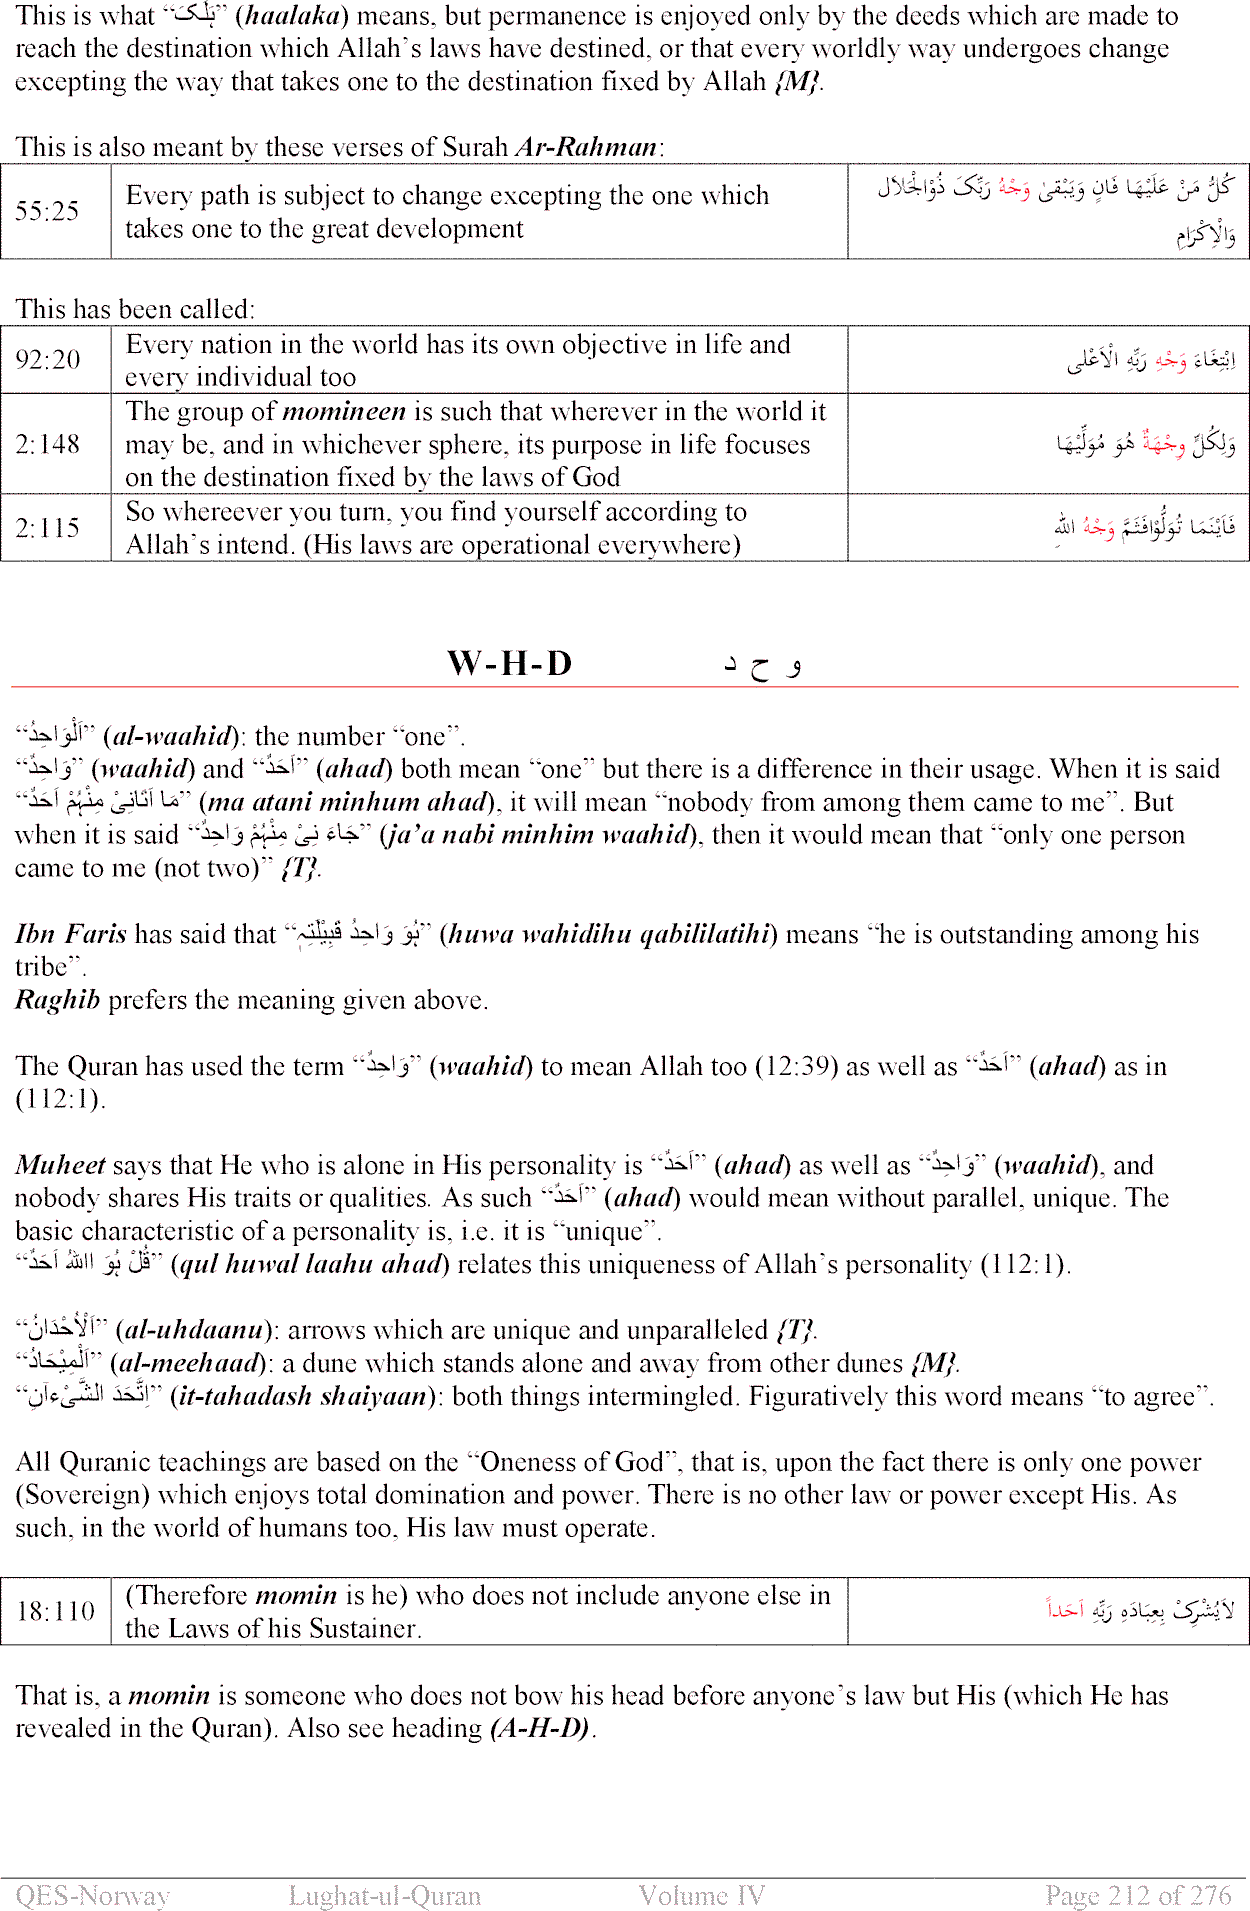 This is what “ہَلَکَ” (haalaka) means, but permanence is enjoyed only by the deeds which are made to
reach the destination which Allah’s laws have destined, or that every worldly way undergoes change
excepting the way that takes one to the destination fixed by Allah {M}.
This is also meant by these verses of Surah Ar-Rahman:
55:25 Every path is subject to change excepting the one which كُلُّ مَنْ عَلَيْهَا فَانٍ وَيَبْقىٰ وَجْهُ رَبِّكَ ذُوْالْجَلَال
takes one to the great development وَالْاِكْرَامِ
This has been called:
92:20 Every nation in the world has its own objective in life and اِبْتِغَاءَ وَجْهِ رَبِّهِ الْاَعْلى
every individual too
The group of momineen is such that wherever in the world it
2:148 may be, and in whichever sphere, its purpose in life focuses وَلِكُلٍّ وِجْهَةٌ هُوَ مُوَلِّيْهَا
on the destination fixed by the laws of God
2:115 So whereever you turn, you find yourself according to فَاَيْنَمَا تُوَلُّوْافَثَمَّ وَجْهُ اللهِ
Allah’s intend. (His laws are operational everywhere)
W-H-D و ح د
“اَلْوَاحِدُ” (al-waahid): the number “one”.
“وَاحِدٌ” (waahid) and “اَحَدٌ” (ahad) both mean “one” but there is a difference in their usage. When it is said
“مَا اَتَانِیْ مِنْہُمْ اَحَدٌ” (ma atani minhum ahad), it will mean “nobody from among them came to me”. But
when it is said “جَاءَ نِیْ مِنْہُمْ وَاحِدٌ” (ja’a nabi minhim waahid), then it would mean that “only one person
came to me (not two)” {T}.
Ibn Faris has said that “ہُوَ وَاحِدُ قَبِیْلَتِہٖ” (huwa wahidihu qabililatihi) means “he is outstanding among his
tribe”.
Raghib prefers the meaning given above.
The Quran has used the term “وَاحِدٌ” (waahid) to mean Allah too (12:39) as well as “اَحَدٌ” (ahad) as in
(112:1).
Muheet says that He who is alone in His personality is “اَحَدٌ” (ahad) as well as “وَاحِدٌ” (waahid), and
nobody shares His traits or qualities. As such “اَحَدٌ” (ahad) would mean without parallel, unique. The
basic characteristic of a personality is, i.e. it is “unique”.
“قُلْ ہُوَ اللہُ اَحَدٌ” (qul huwal laahu ahad) relates this uniqueness of Allah’s personality (112:1).
“اَلْاُحْدَانُ” (al-uhdaanu): arrows which are unique and unparalleled {T}.
“اَلْمِیْحَادُ” (al-meehaad): a dune which stands alone and away from other dunes {M}.
“اِتَّحَدَ الشَّیْءآنِ” (it-tahadash shaiyaan): both things intermingled. Figuratively this word means “to agree”.
All Quranic teachings are based on the “Oneness of God”, that is, upon the fact there is only one power
(Sovereign) which enjoys total domination and power. There is no other law or power except His. As
such, in the world of humans too, His law must operate.
18:110 (Therefore momin is he) who does not include anyone else in لاَيُشْرِكْ بِعِبَادَهِ رَبِّهِ اَحَداً
the Laws of his Sustainer.
That is, a momin is someone who does not bow his head before anyone’s law but His (which He has
revealed in the Quran). Also see heading (A-H-D).
QES-Norway Lughat-ul-Quran Volume IV Page 212 of 276